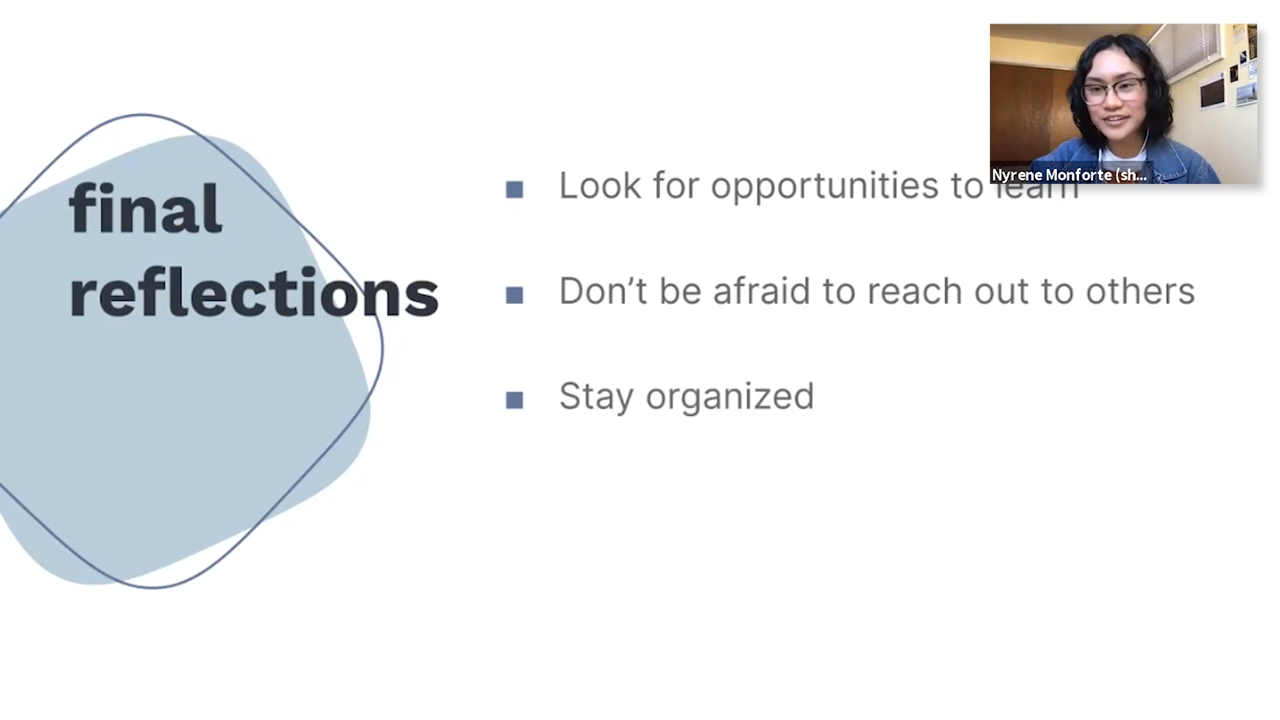 final
reflections
Look for opportunities to learn
Don’t be afraid to reach out to others
Stay organized
Nyrene Monforte (sh...